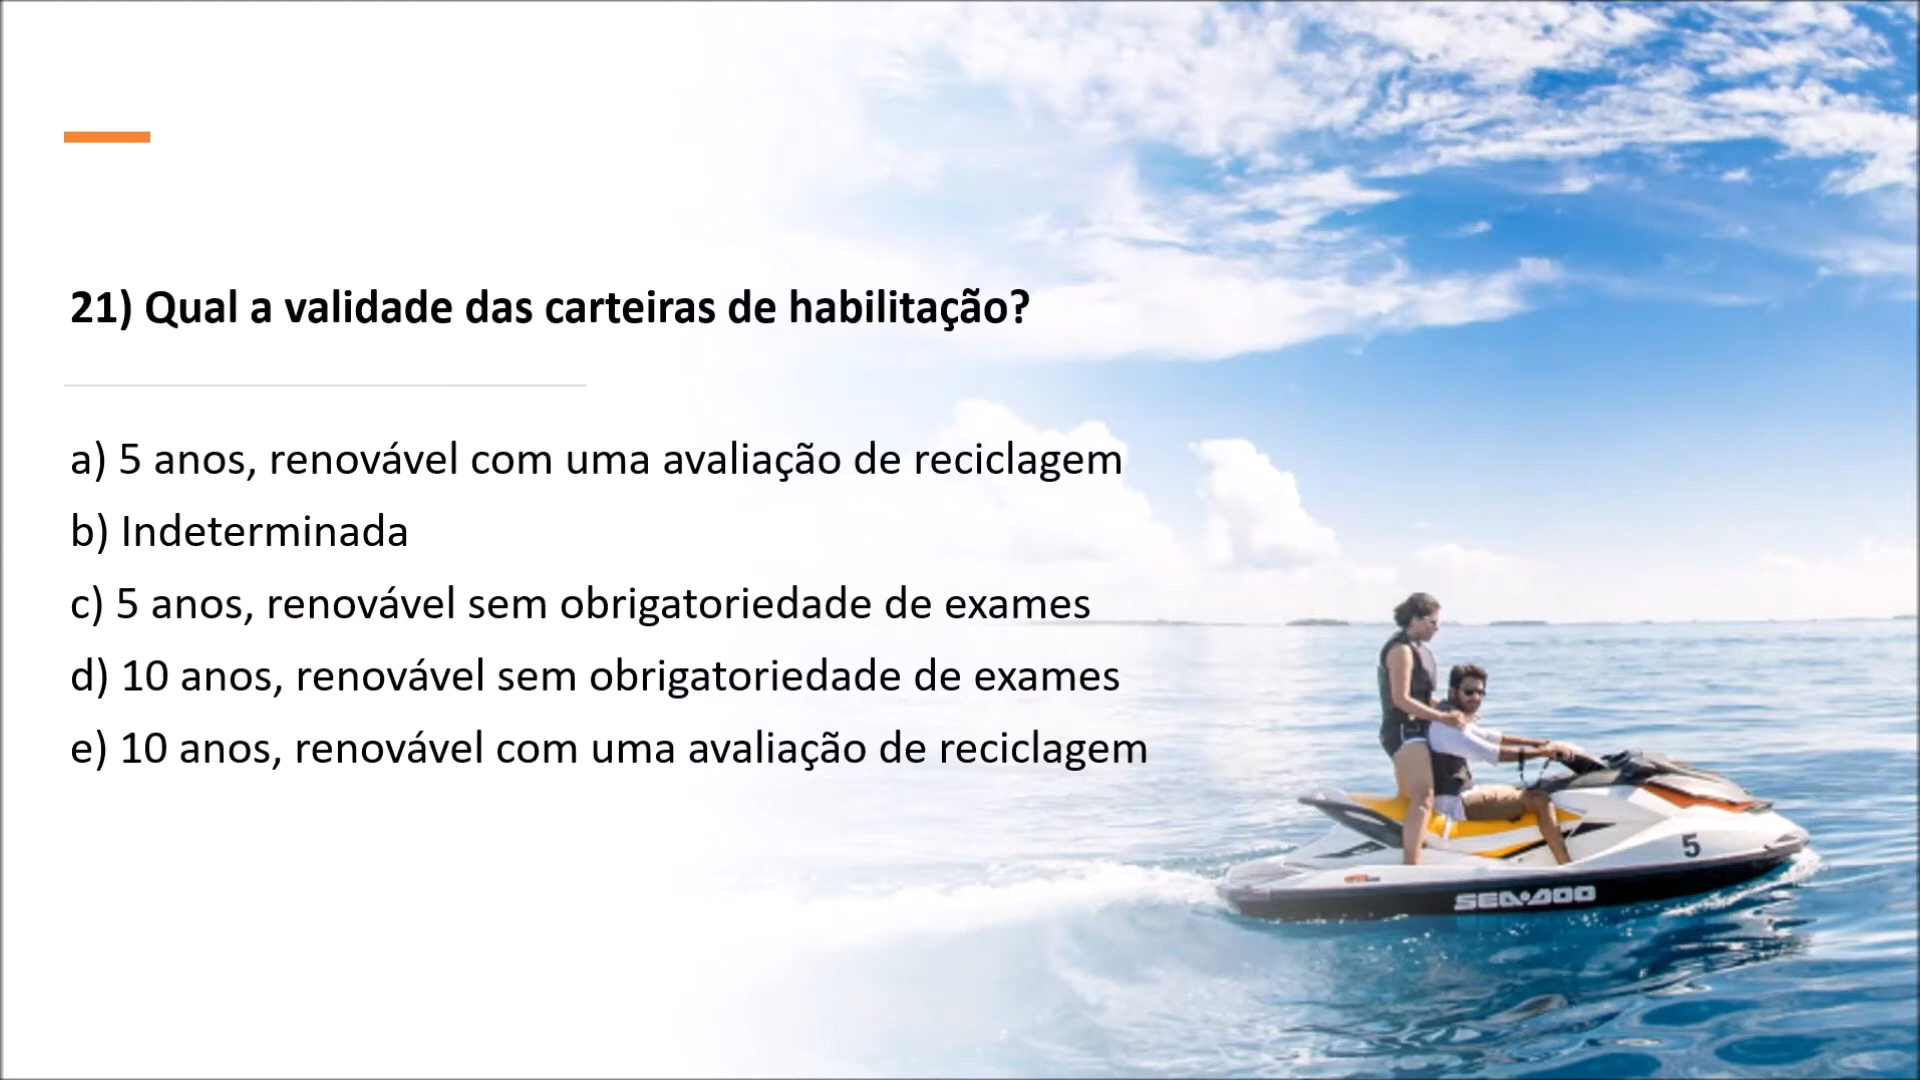 21) Qual a validade das carteiras de habilitação?
a) 5 anos, renovável com uma avaliação de reciclagem
b) Indeterminada
c) 5 anos, renovável sem obrigatoriedade de exames
d) 10 anos, renovável sem obrigatoriedade de exames
e) 10 anos, renovável com uma avaliação de reciclagem
5
SEA-DOO